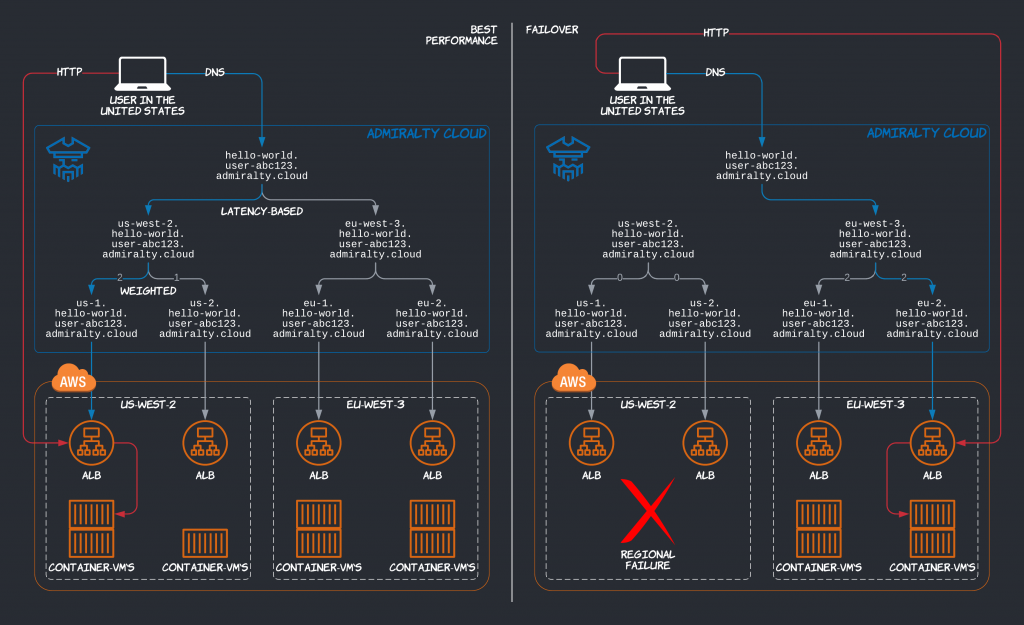 BEST
PERFORMANCE
HTTP
DNS
USER IN THE
UNITED STATES
ADMIRALTY CLOUD
hello-world.
user-abc123.
admiralty.cloud
LATENCY-BASED
us-west-2.
hello-world.
user-abc123.
admiralty.cloud
eu-west-3.
hello-world.
user-abc123.
admiralty.cloud
2
1
WEIGHTED
us-1.
hello-world.
user-abc123.
admiralty.cloud
us-2.
hello-world.
user-abc123.
admiralty.cloud
eu-1.
hello-world.
user-abc123.
admiralty.cloud
eu-2.
hello-world.
user-abc123.
admiralty.cloud
AWS
US-WEST-2
EU-WEST-3
ALB
ALB
ALB
ALB
CONTAINER-VM'S
CONTAINER-VM'S
CONTAINER-VM'S
CONTAINER-VM'S
FAILOVER
HTTP
DNS
USER IN THE
UNITED STATES
ADMIRALTY CLOUD
hello-world.
user-abc123.
admiralty.cloud
us-west-2.
hello-world.
user-abc123.
admiralty.cloud
eu-west-3.
hello-world.
user-abc123.
admiralty.cloud
0
0
2
2
us-1.
hello-world.
user-abc123.
admiralty.cloud
us-2.
hello-world.
user-abc123.
admiralty.cloud
eu-1.
hello-world.
user-abc123.
admiralty.cloud
eu-2.
hello-world.
user-abc123.
admiralty.cloud
AWS
US-WEST-2
EU-WEST-3
ALB
ALB
ALB
ALB
REGIONAL
FAILURE
CONTAINER-VM'S
CONTAINER-VM'S